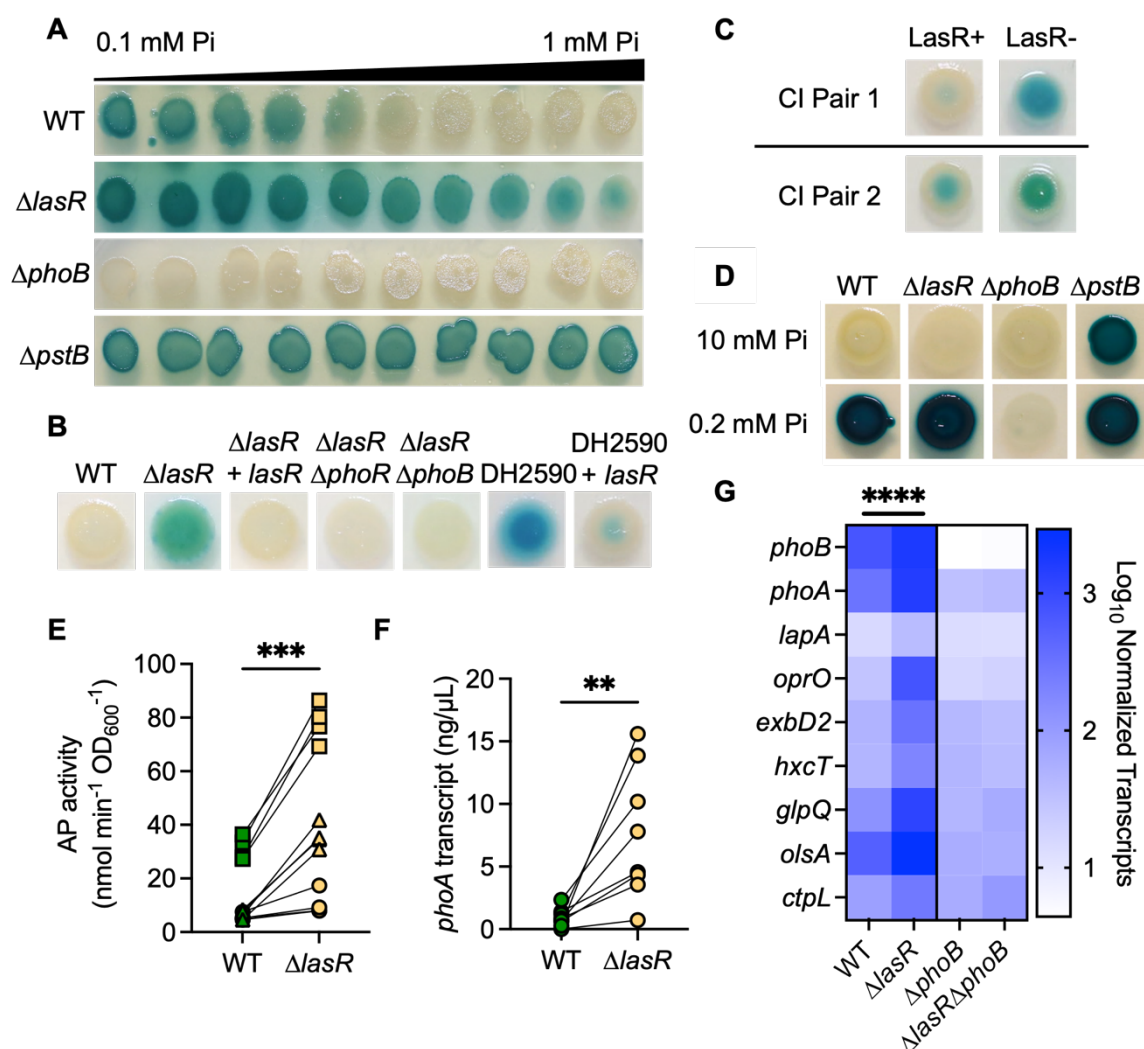 A
0.1 mM Pi 1 mM Pi
WT
ΔlasR
ΔphoB
ΔpstB
B
WT ΔlasR ΔlasR + lasR ΔlasR ΔphoR ΔlasR ΔphoB DH2590 DH2590 + lasR
C
LasR+ LasR-
CI Pair 1
CI Pair 2
D
WT ΔlasR ΔphoB ΔpstB
10 mM Pi
0.2 mM Pi
E
***
AP activity
(nmol min⁻¹ OD₆₀₀⁻¹)
100
80
60
40
20
0
WT ΔlasR
F
**
phoA transcript (ng/µL)
20
15
10
5
0
WT ΔlasR
G
****
phoB
phoA
lapA
oprO
exbD2
hxcT
glpQ
olsA
ctpL
WT
ΔlasR
ΔphoB
ΔlasRΔphoB
3
2
1
Log₁₀ Normalized Transcripts